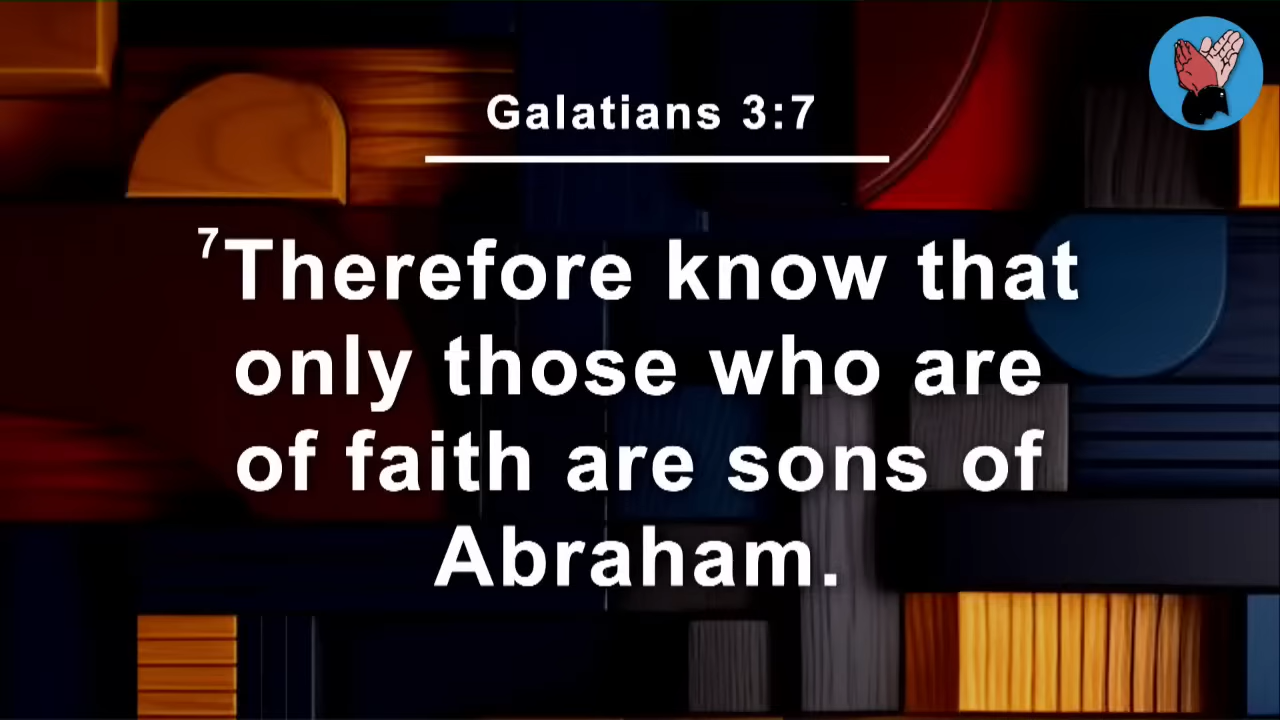 Galatians 3:7
7Therefore know that
only those who are
of faith are sons of
Abraham.